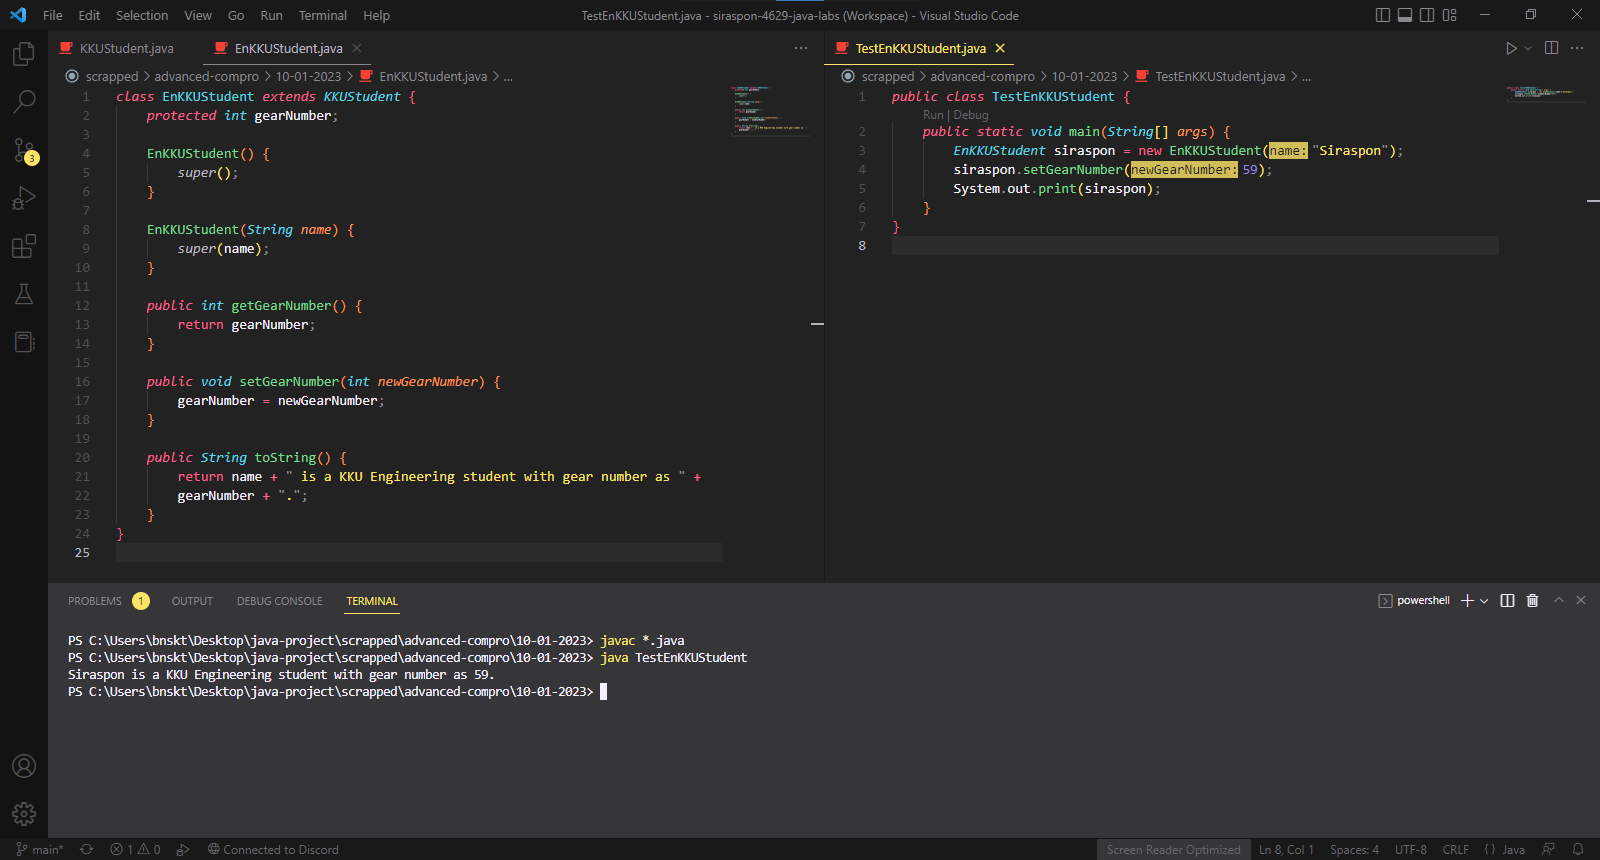 File Edit Selection View Go Run Terminal Help
TestEnKKUStudent.java - siraspon-4629-java-labs (Workspace) - Visual Studio Code
KKUStudent.java
EnKKUStudent.java
scrapped > advanced-compro > 10-01-2023 > EnKKUStudent.java > ...
1 class EnKKUStudent extends KKUStudent {
2 protected int gearNumber;
3
4 EnKKUStudent() {
5 super();
6 }
7
8 EnKKUStudent(String name) {
9 super(name);
10 }
11
12 public int getGearNumber() {
13 return gearNumber;
14 }
15
16 public void setGearNumber(int newGearNumber) {
17 gearNumber = newGearNumber;
18 }
19
20 public String toString() {
21 return name + " is a KKU Engineering student with gear number as " +
22 gearNumber + ".";
23 }
24 }
25
TestEnKKUStudent.java
scrapped > advanced-compro > 10-01-2023 > TestEnKKUStudent.java > ...
1 public class TestEnKKUStudent {
Run | Debug
2 public static void main(String[] args) {
3 EnKKUStudent siraspon = new EnKKUStudent(name: "Siraspon");
4 siraspon.setGearNumber(newGearNumber: 59);
5 System.out.print(siraspon);
6 }
7 }
8
3
PROBLEMS 1 OUTPUT DEBUG CONSOLE TERMINAL
powershell
PS C:\Users\bnskt\Desktop\java-project\scrapped\advanced-compro\10-01-2023> javac *.java
PS C:\Users\bnskt\Desktop\java-project\scrapped\advanced-compro\10-01-2023> java TestEnKKUStudent
Siraspon is a KKU Engineering student with gear number as 59.
PS C:\Users\bnskt\Desktop\java-project\scrapped\advanced-compro\10-01-2023>
main* 1 0 Connected to Discord
Screen Reader Optimized Ln 8, Col 1 Spaces: 4 UTF-8 CRLF {} Java